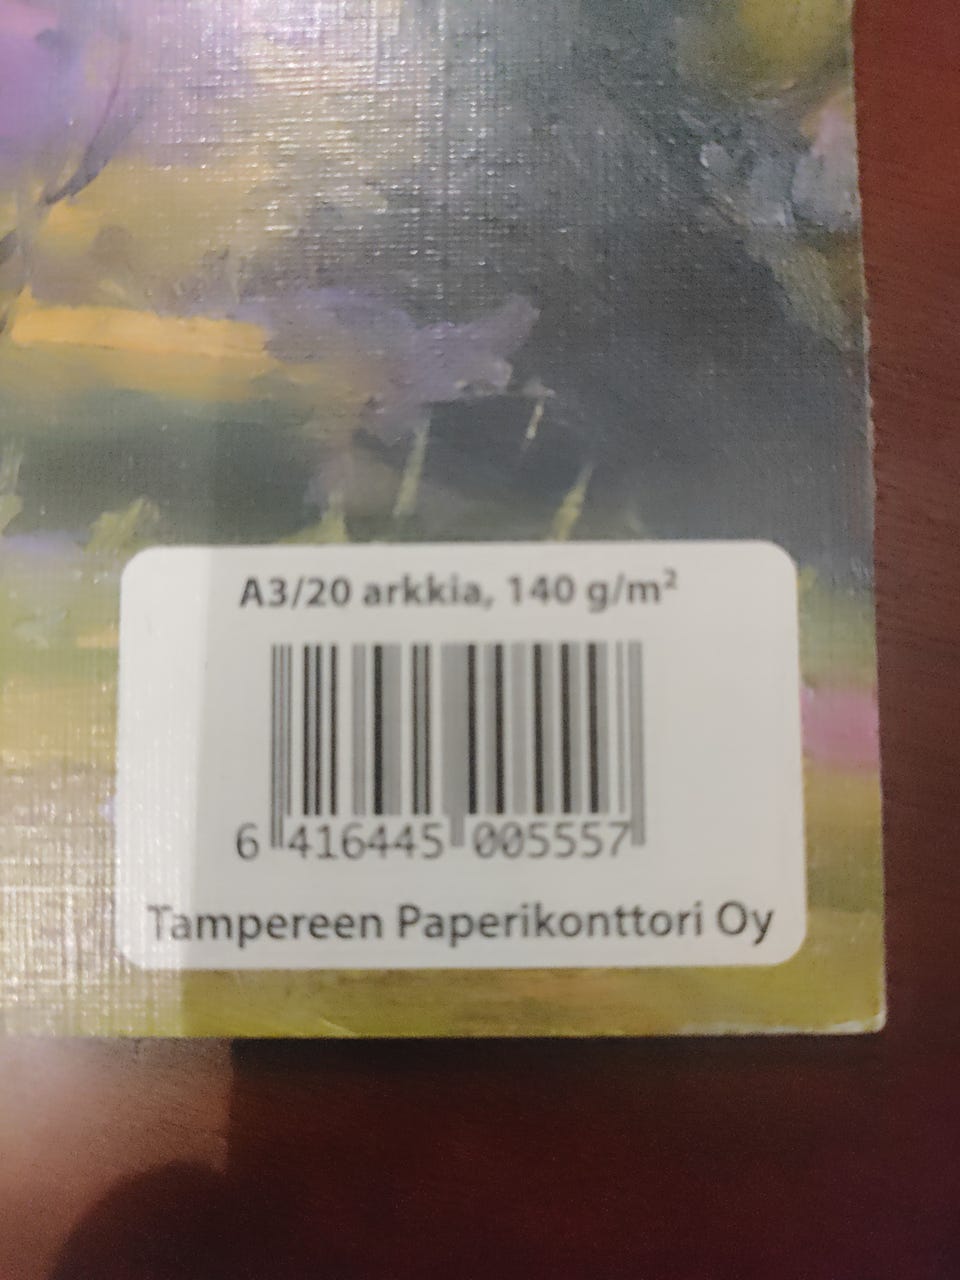 A3/20 arkkia, 140 g/m²
6 416445 005557
Tampereen Paperikonttori Oy